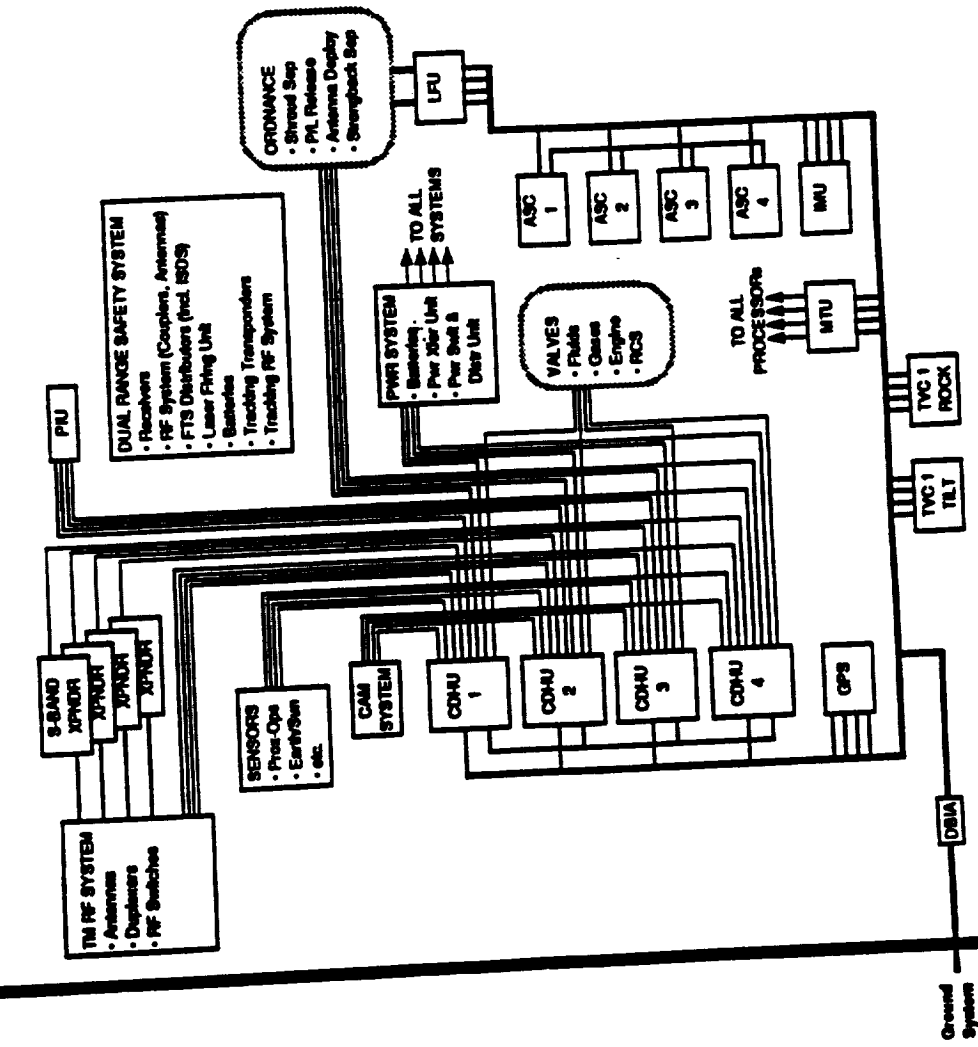 TM RF SYSTEM
• Antennas
• Duplexers
• RF Switches
S-BAND
XPNDR
XPNDR
XPNDR
XPNDR
PIU
DUAL RANGE SAFETY SYSTEM
• Receivers
• RF System (Couplers, Antennas)
• FTS Distributors (Incl. ISDS)
• Laser Firing Unit
• Batteries
• Tracking Transponders
• Tracking RF System
ORDNANCE
• Shroud Sep
• P/L Release
• Antenna Deploy
• Strongback Sep
LFU
SENSORS
• Prox-Ops
• Earth/Sun
• etc.
CAM
SYSTEM
PWR SYSTEM
• Batteries
• Pwr Xfer Unit
• Pwr Swit &
Distr Unit
TO ALL
SYSTEMS
VALVES
• Fluids
• Gases
• Engine
• RCS
CDHU
1
CDHU
2
CDHU
3
CDHU
4
GPS
ASC
1
ASC
2
ASC
3
ASC
4
IMU
TO ALL
PROCESSORs
MTU
TVC 1
ROCK
TVC 1
TILT
DBIA
Ground
System